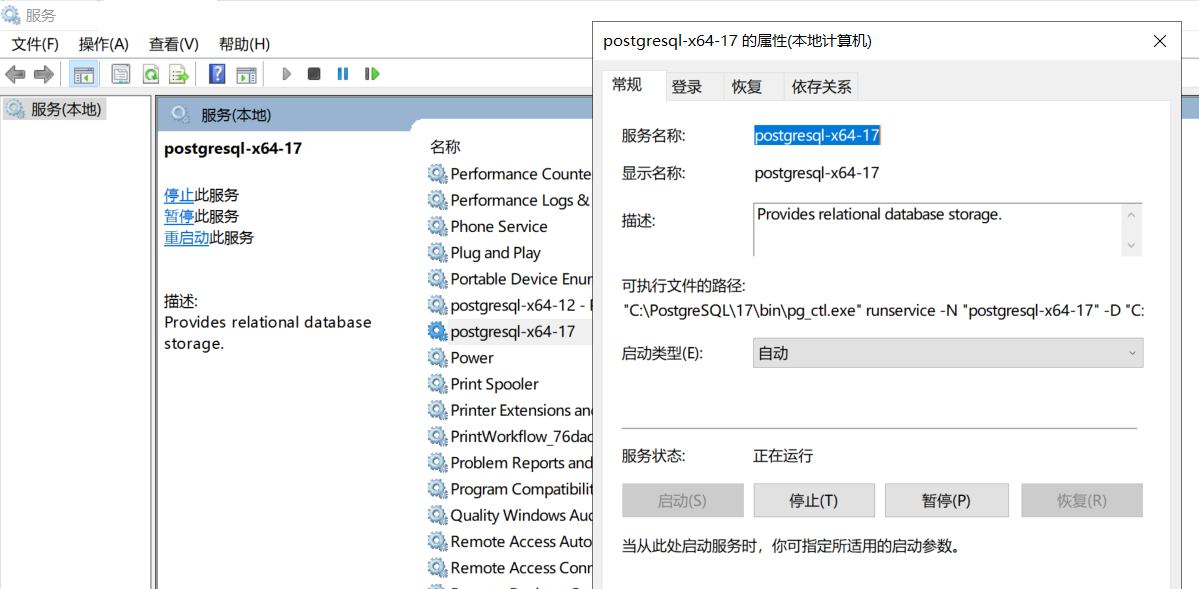 服务
文件(F) 操作(A) 查看(V) 帮助(H)
服务(本地)
服务(本地)
postgresql-x64-17
停止此服务
暂停此服务
重启动此服务
描述:
Provides relational database
storage.
名称
Performance Counte
Performance Logs &
Phone Service
Plug and Play
Portable Device Enur
postgresql-x64-12 -
postgresql-x64-17
Power
Print Spooler
Printer Extensions and
PrintWorkflow_76dac
Problem Reports and
Program Compatibilit
Quality Windows Aud
Remote Access Auto
Remote Access Conn
postgresql-x64-17 的属性(本地计算机)
常规 登录 恢复 依存关系
服务名称: postgresql-x64-17
显示名称: postgresql-x64-17
描述: Provides relational database storage.
可执行文件的路径:
"C:\PostgreSQL\17\bin\pg_ctl.exe" runservice -N "postgresql-x64-17" -D "C:
启动类型(E): 自动
服务状态: 正在运行
启动(S) 停止(T) 暂停(P) 恢复(R)
当从此处启动服务时，你可指定所适用的启动参数。